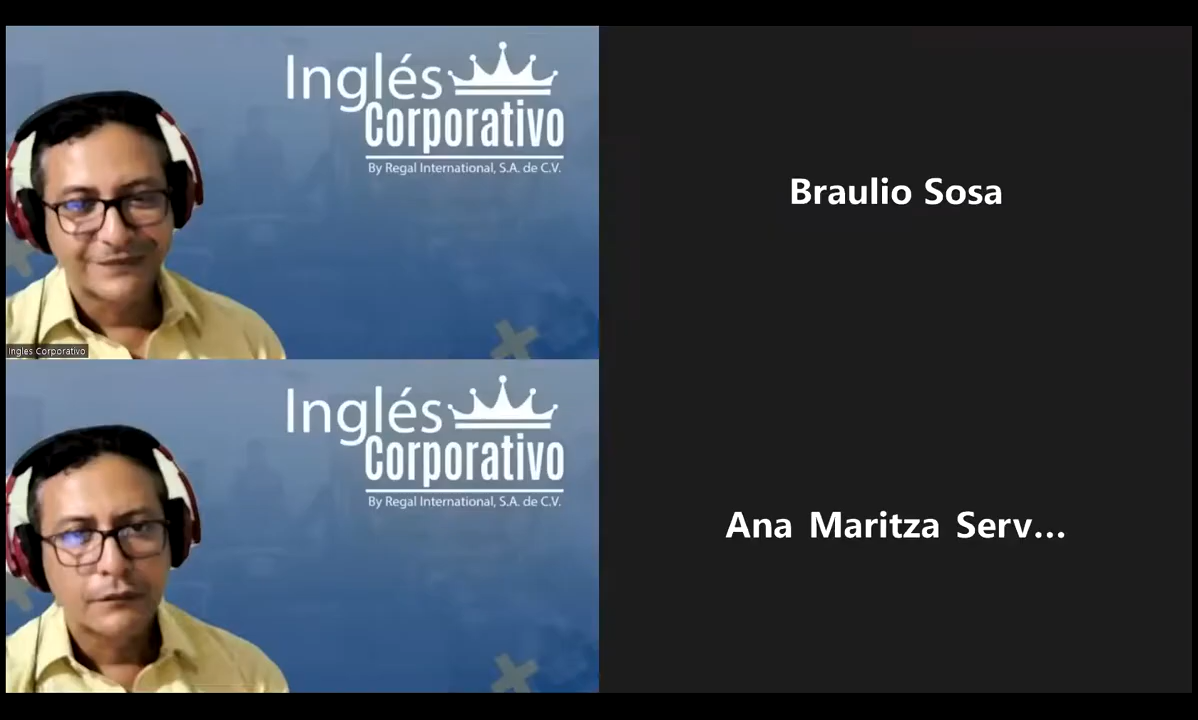 Inglés
Corporativo
By Regal International, S.A. de C.V.
Ingles Corporativo
Braulio Sosa
Inglés
Corporativo
By Regal International, S.A. de C.V.
Ana Maritza Serv...